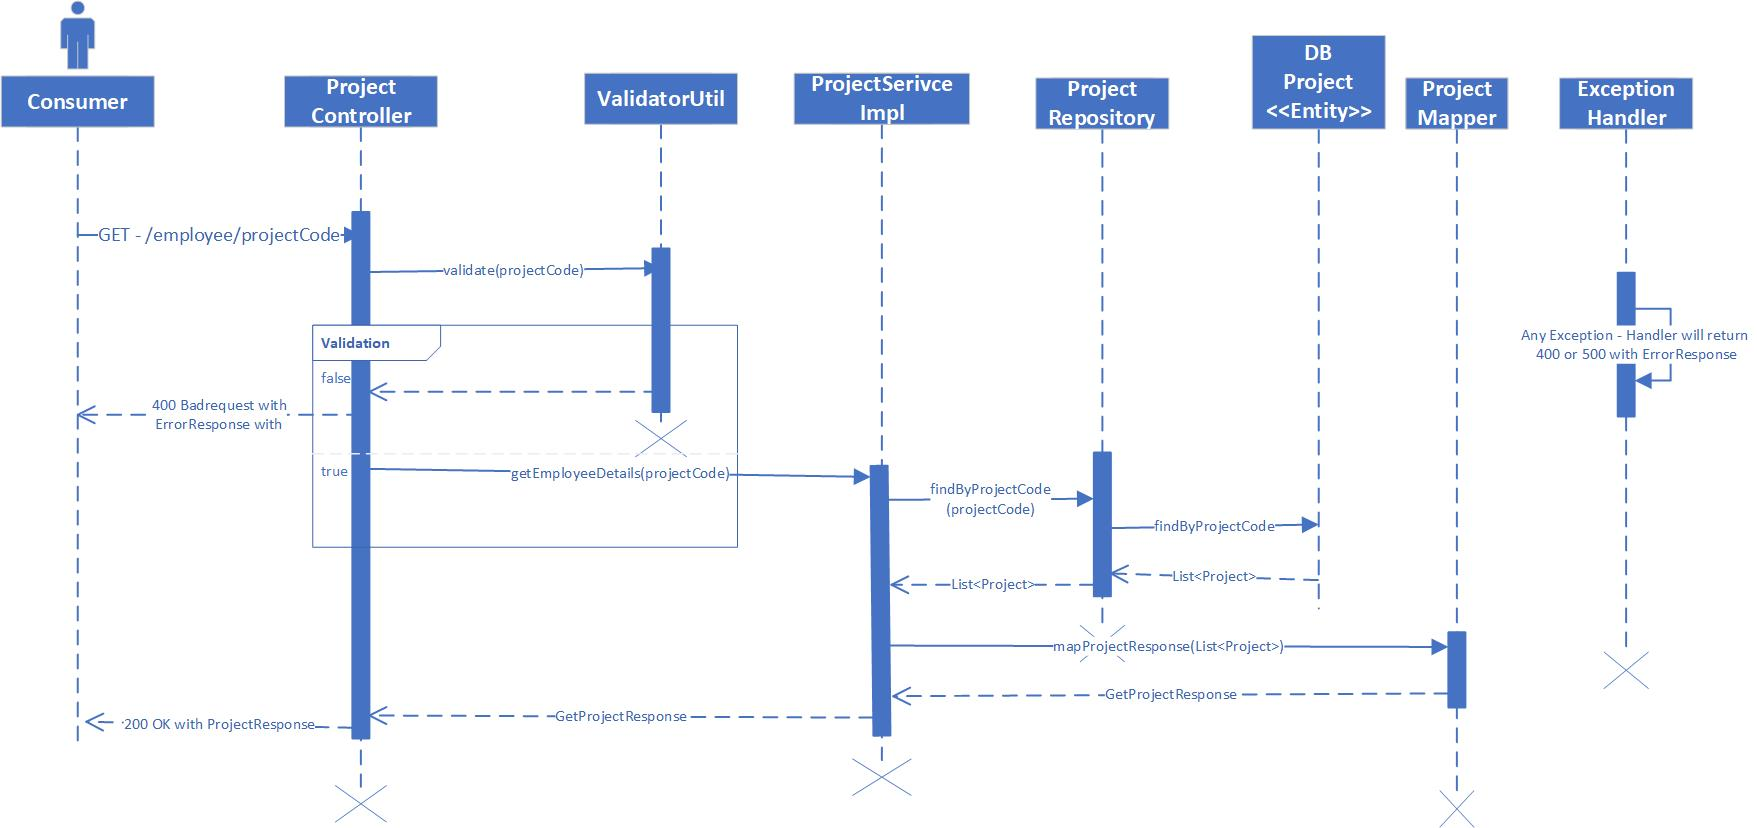 Consumer
Project
Controller
ValidatorUtil
ProjectSerivce
Impl
Project
Repository
DB
Project
<<Entity>>
Project
Mapper
Exception
Handler
GET - /employee/projectCode
validate(projectCode)
Validation
false
400 Badrequest with
ErrorResponse with
true
getEmployeeDetails(projectCode)
findByProjectCode
(projectCode)
findByProjectCode
List<Project>
List<Project>
mapProjectResponse(List<Project>)
GetProjectResponse
GetProjectResponse
200 OK with ProjectResponse
Any Exception - Handler will return
400 or 500 with ErrorResponse